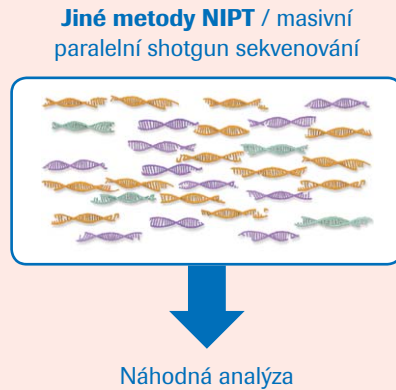 Jiné metody NIPT / masivní
paralelní shotgun sekvenování
Náhodná analýza